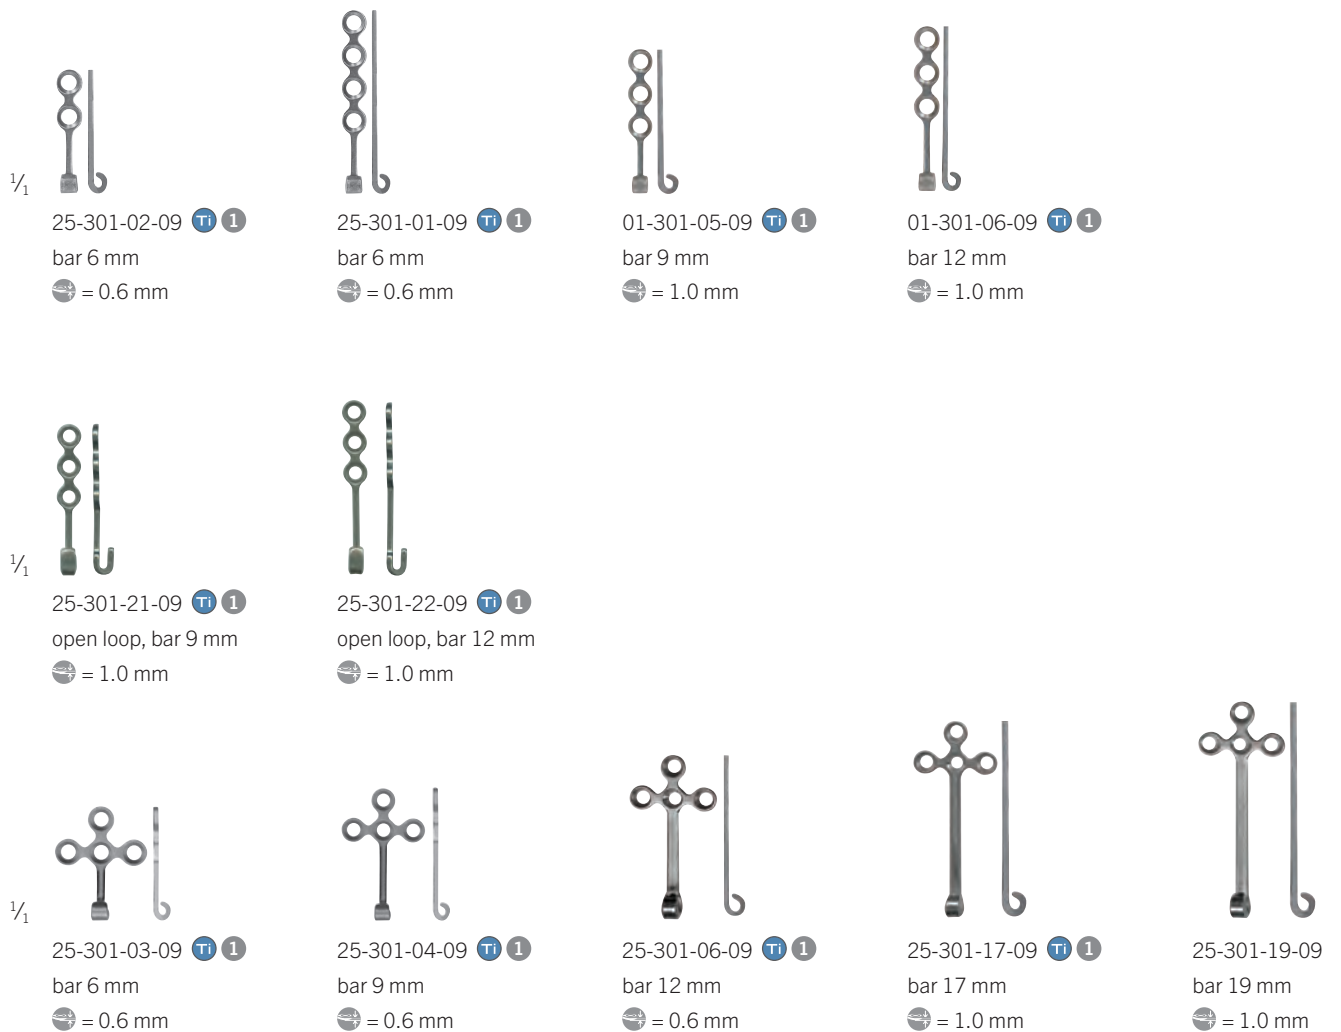 1/1
25-301-02-09 Ti 1
bar 6 mm
= 0.6 mm
25-301-01-09 Ti 1
bar 6 mm
= 0.6 mm
01-301-05-09 Ti 1
bar 9 mm
= 1.0 mm
01-301-06-09 Ti 1
bar 12 mm
= 1.0 mm
1/1
25-301-21-09 Ti 1
open loop, bar 9 mm
= 1.0 mm
25-301-22-09 Ti 1
open loop, bar 12 mm
= 1.0 mm
1/1
25-301-03-09 Ti 1
bar 6 mm
= 0.6 mm
25-301-04-09 Ti 1
bar 9 mm
= 0.6 mm
25-301-06-09 Ti 1
bar 12 mm
= 0.6 mm
25-301-17-09 Ti 1
bar 17 mm
= 1.0 mm
25-301-19-09
bar 19 mm
= 1.0 mm